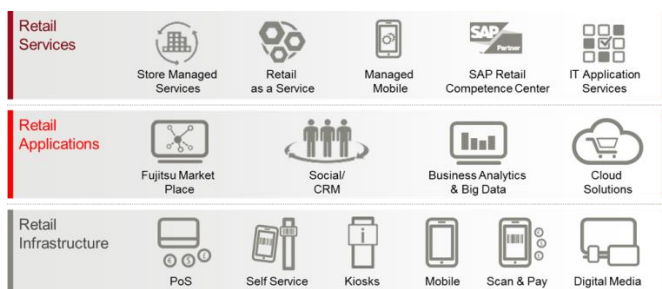 Retail
Services
SAP
Partner
Store Managed
Services
Retail
as a Service
Managed
Mobile
SAP Retail
Competence Center
IT Application
Services
Retail
Applications
Fujitsu Market
Place
Social/
CRM
Business Analytics
& Big Data
Cloud
Solutions
Retail
Infrastructure
PoS
Self Service
Kiosks
Mobile
Scan & Pay
Digital Media